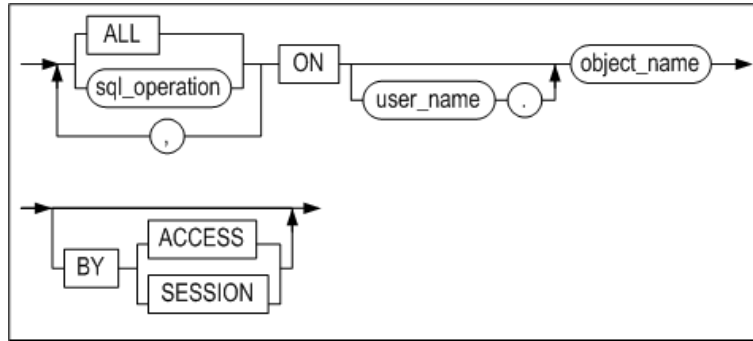 ALL
sql_operation
,
ON
user_name .
object_name
BY
ACCESS
SESSION